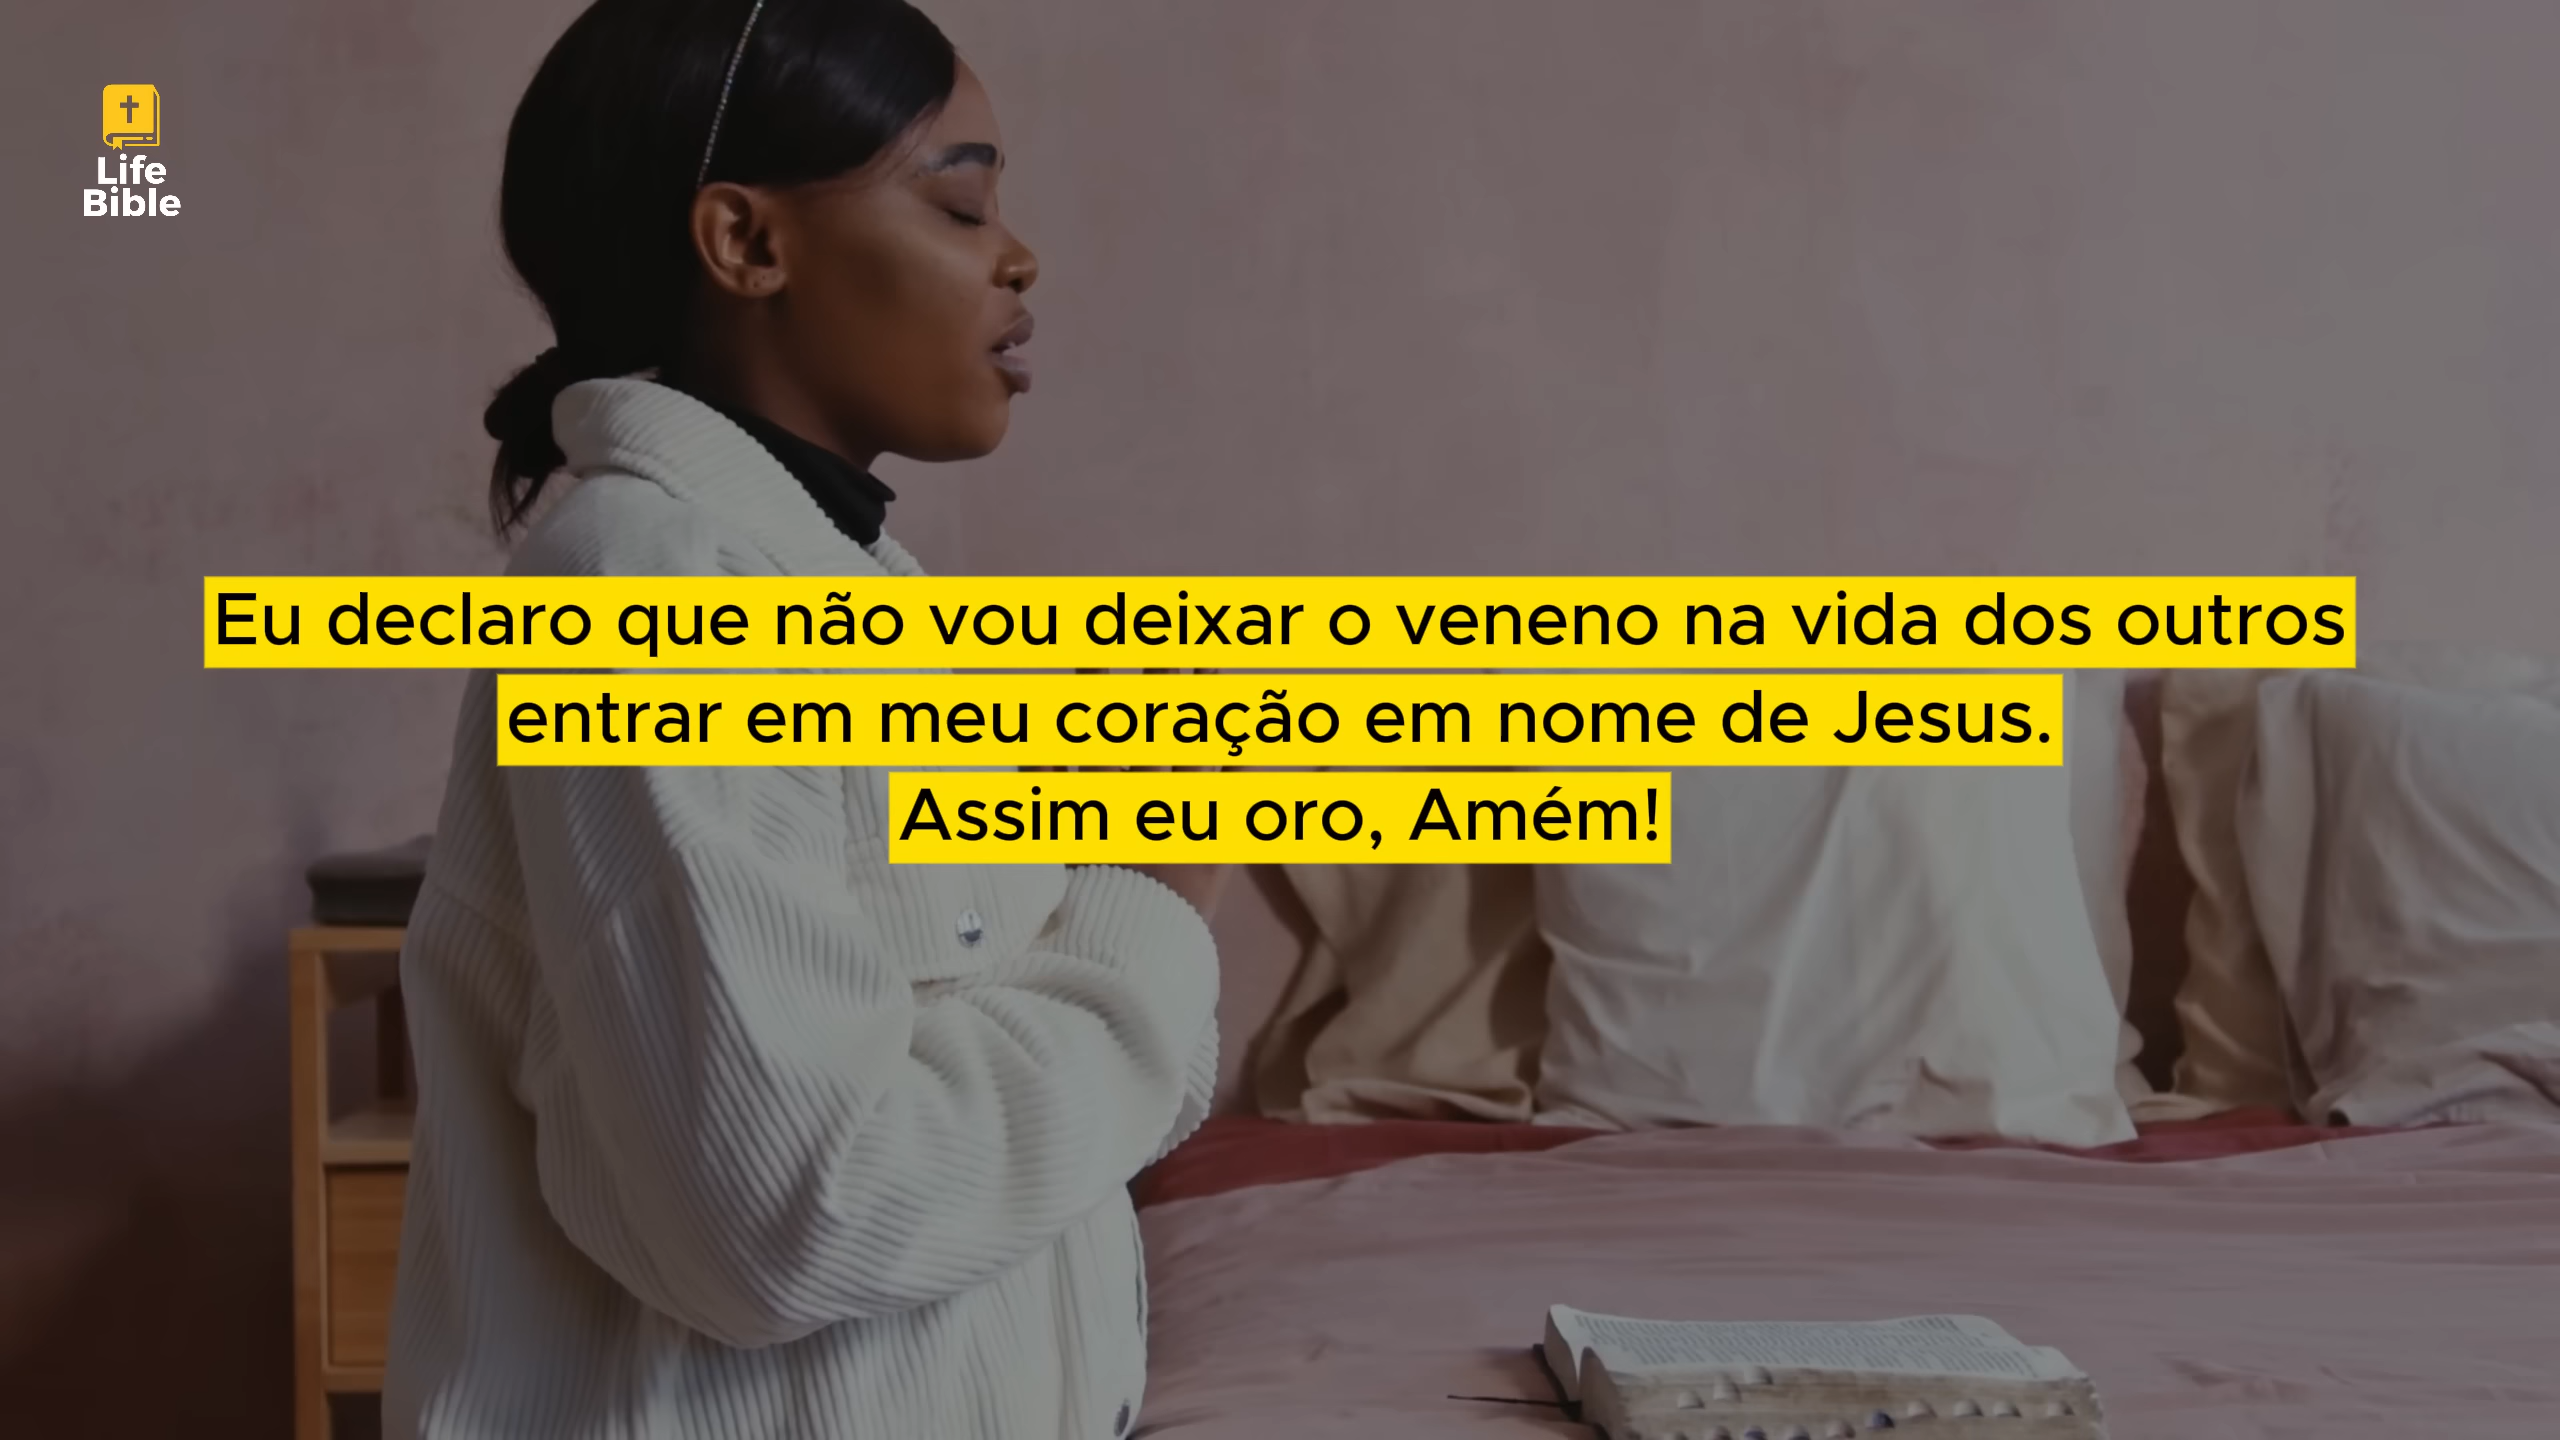 Life
Bible
Eu declaro que não vou deixar o veneno na vida dos outros
entrar em meu coração em nome de Jesus.
Assim eu oro, Amém!